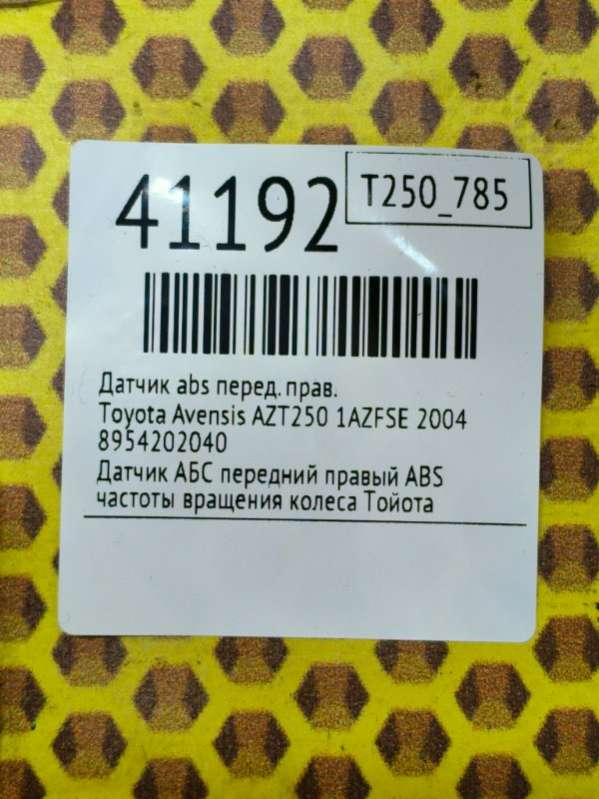 41192
T250_785
Датчик abs перед. прав.
Toyota Avensis AZT250 1AZFSE 2004
8954202040
Датчик АБС передний правый ABS
частоты вращения колеса Тойота